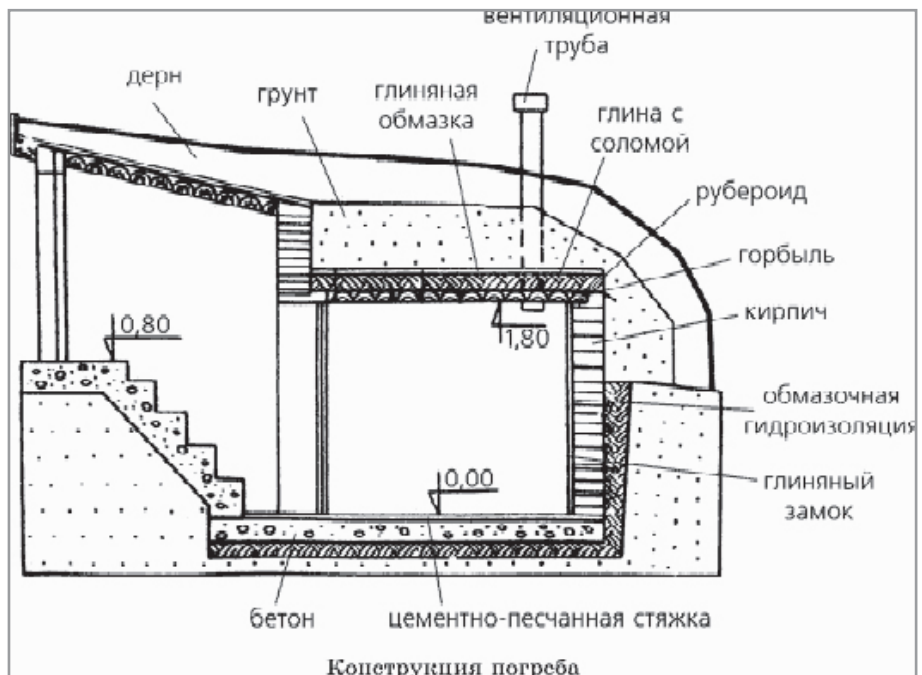 вентиляционная
труба
дерн
грунт
глиняная
обмазка
глина с
соломой
рубероид
горбыль
кирпич
0,80
1,80
обмазочная
гидроизоляция
0,00
глиняный
замок
бетон
цементно-песчанная стяжка
Конструкция погреба